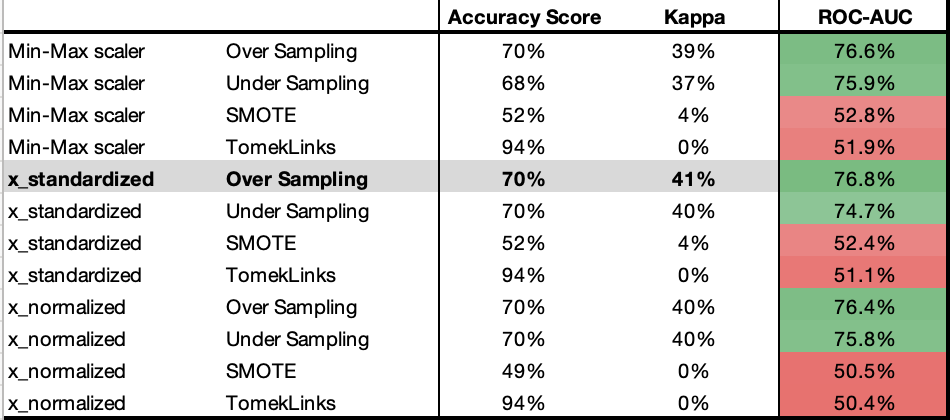 Accuracy Score Kappa ROC-AUC
Min-Max scaler Over Sampling 70% 39% 76.6%
Min-Max scaler Under Sampling 68% 37% 75.9%
Min-Max scaler SMOTE 52% 4% 52.8%
Min-Max scaler TomekLinks 94% 0% 51.9%
x_standardized Over Sampling 70% 41% 76.8%
x_standardized Under Sampling 70% 40% 74.7%
x_standardized SMOTE 52% 4% 52.4%
x_standardized TomekLinks 94% 0% 51.1%
x_normalized Over Sampling 70% 40% 76.4%
x_normalized Under Sampling 70% 40% 75.8%
x_normalized SMOTE 49% 0% 50.5%
x_normalized TomekLinks 94% 0% 50.4%